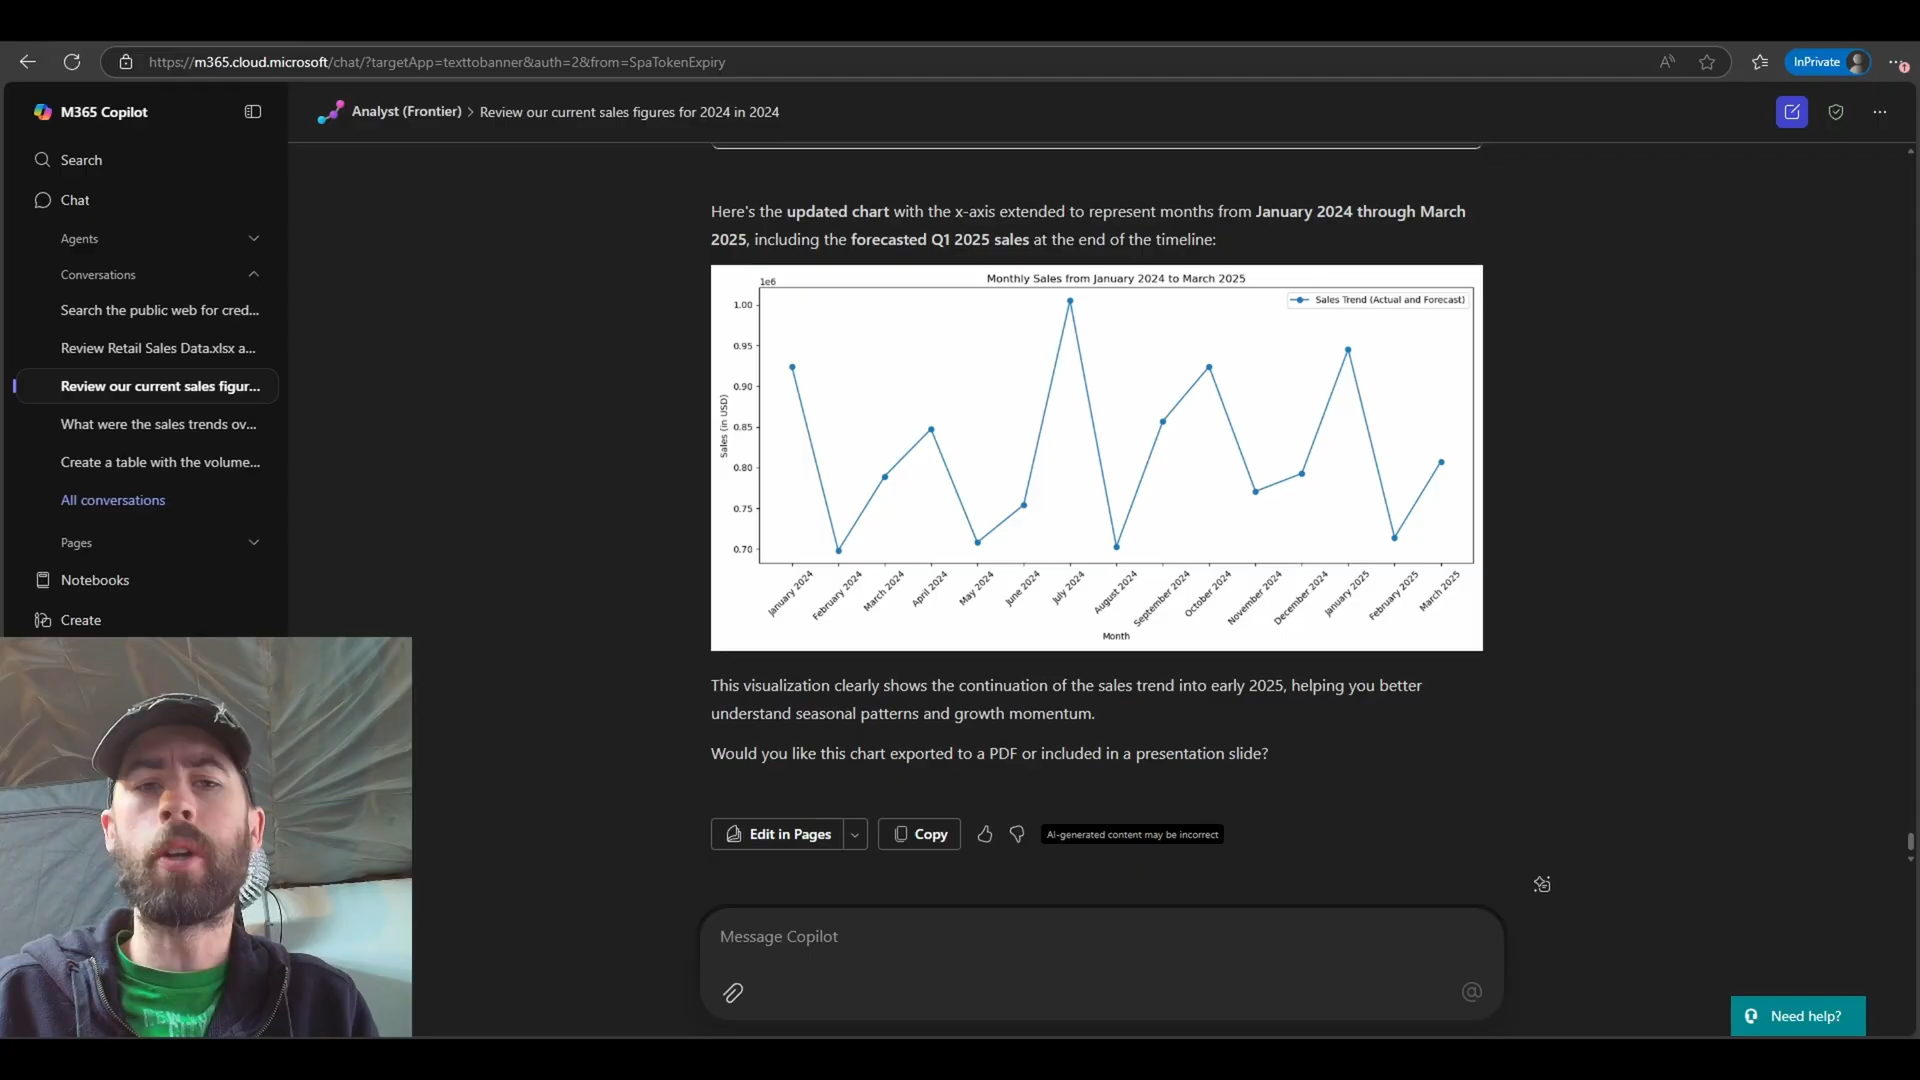 https://m365.cloud.microsoft/chat/?targetApp=texttobanner&auth=2&from=SpaTokenExpiry
InPrivate
M365 Copilot
Analyst (Frontier) > Review our current sales figures for 2024 in 2024
Search
Chat
Agents
Conversations
Search the public web for cred...
Review Retail Sales Data.xlsx a...
Review our current sales figur...
What were the sales trends ov...
Create a table with the volume...
All conversations
Pages
Notebooks
Create
Here's the updated chart with the x-axis extended to represent months from January 2024 through March
2025, including the forecasted Q1 2025 sales at the end of the timeline:
Monthly Sales from January 2024 to March 2025
1e6
Sales Trend (Actual and Forecast)
Sales (in USD)
1.00
0.95
0.90
0.85
0.80
0.75
0.70
January 2024
February 2024
March 2024
April 2024
May 2024
June 2024
July 2024
August 2024
September 2024
October 2024
November 2024
December 2024
January 2025
February 2025
March 2025
Month
This visualization clearly shows the continuation of the sales trend into early 2025, helping you better
understand seasonal patterns and growth momentum.
Would you like this chart exported to a PDF or included in a presentation slide?
Edit in Pages
Copy
AI-generated content may be incorrect
Message Copilot
@
Need help?